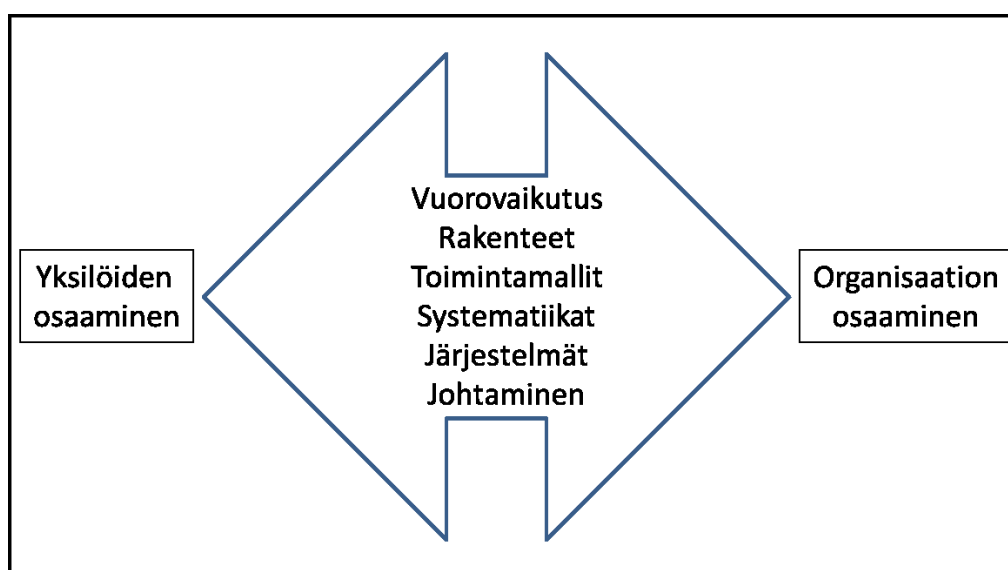 Yksilöiden
osaaminen
Vuorovaikutus
Rakenteet
Toimintamallit
Systematiikat
Järjestelmät
Johtaminen
Organisaation
osaaminen